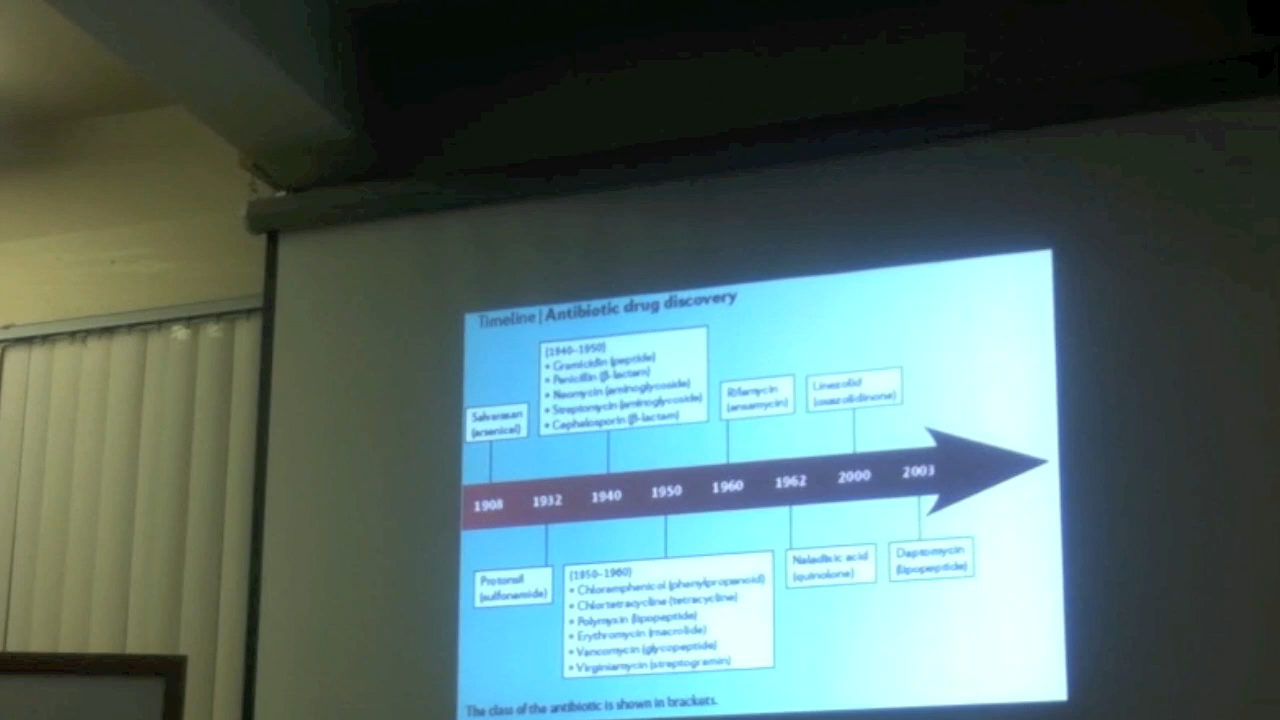 Timeline | Antibiotic drug discovery
(1940–1950)
• Gramicidin (peptide)
• Penicillin (β-lactam)
• Neomycin (aminoglycoside)
• Streptomycin (aminoglycoside)
• Cephalosporin (β-lactam)
Salvarasan
(arsenical)
Rifamycin
(ansamycin)
Linezolid
(oxazolidinone)
1908 1932 1940 1950 1960 1962 2000 2003
Protonsil
(sulfonamide)
(1950–1960)
• Chloramphenicol (phenylpropanoid)
• Chlortetracycline (tetracycline)
• Polymyxin (lipopeptide)
• Erythromycin (macrolide)
• Vancomycin (glycopeptide)
• Virginiamycin (streptogramin)
Naladixic acid
(quinolone)
Daptomycin
(lipopeptide)
The class of the antibiotic is shown in brackets.